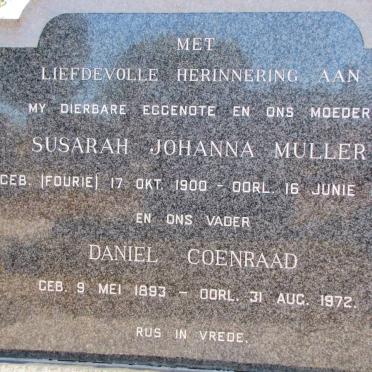 MET
LIEFDEVOLLE HERINNERING AAN
MY DIERBARE EGGENOTE EN ONS MOEDER
SUSARAH JOHANNA MULLER
GEB. (FOURIE) 17 OKT. 1900 - OORL. 16 JUNIE
EN ONS VADER
DANIEL COENRAAD
GEB. 9 MEI 1893 - OORL. 31 AUG. 1972.
RUS IN VREDE.